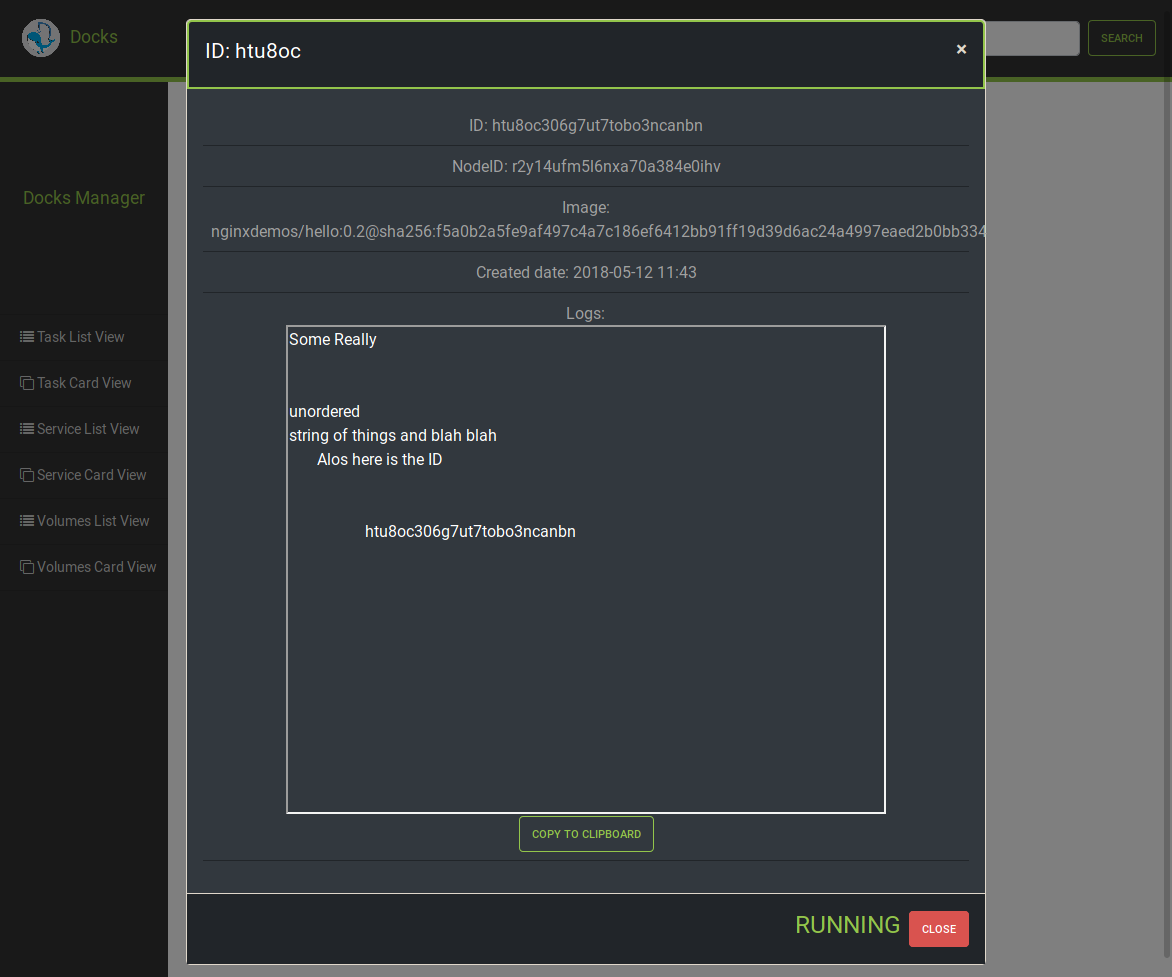 Docks
SEARCH
Docks Manager
Task List View
Task Card View
Service List View
Service Card View
Volumes List View
Volumes Card View
ID: htu8oc
×
ID: htu8oc306g7ut7tobo3ncanbn
NodeID: r2y14ufm5l6nxa70a384e0ihv
Image:
nginxdemos/hello:0.2@sha256:f5a0b2a5fe9af497c4a7c186ef6412bb91ff19d39d6ac24a4997eaed2b0bb334
Created date: 2018-05-12 11:43
Logs:
Some Really
unordered
string of things and blah blah
Alos here is the ID
htu8oc306g7ut7tobo3ncanbn
COPY TO CLIPBOARD
RUNNING
CLOSE